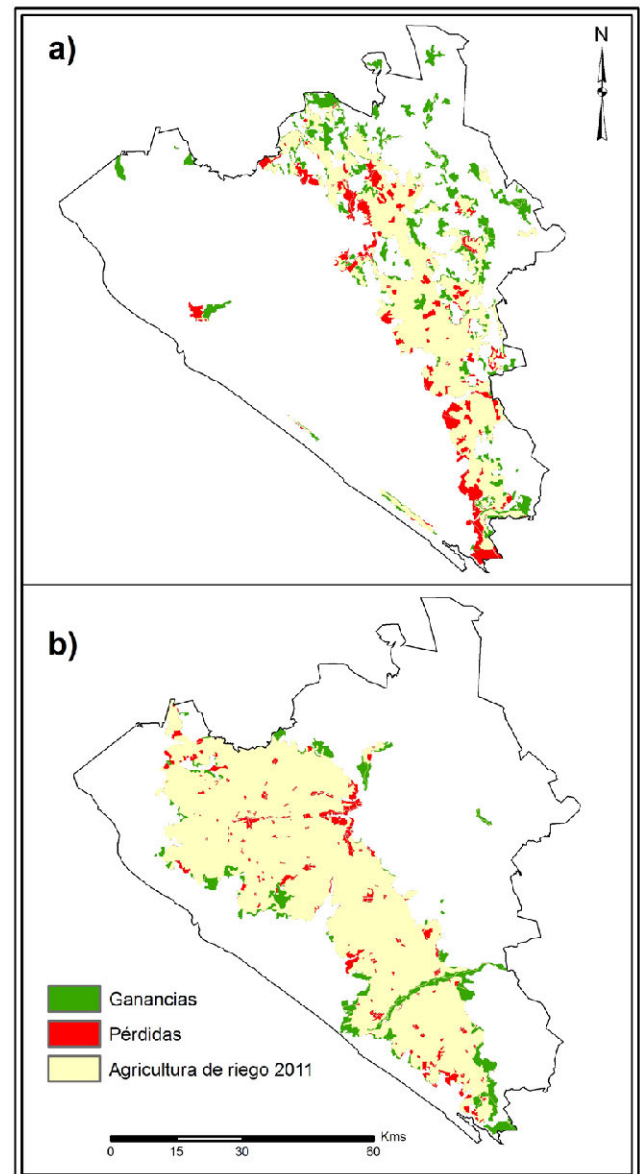 a)
N
b)
Ganancias
Pérdidas
Agricultura de riego 2011
Kms
0 15 30 60